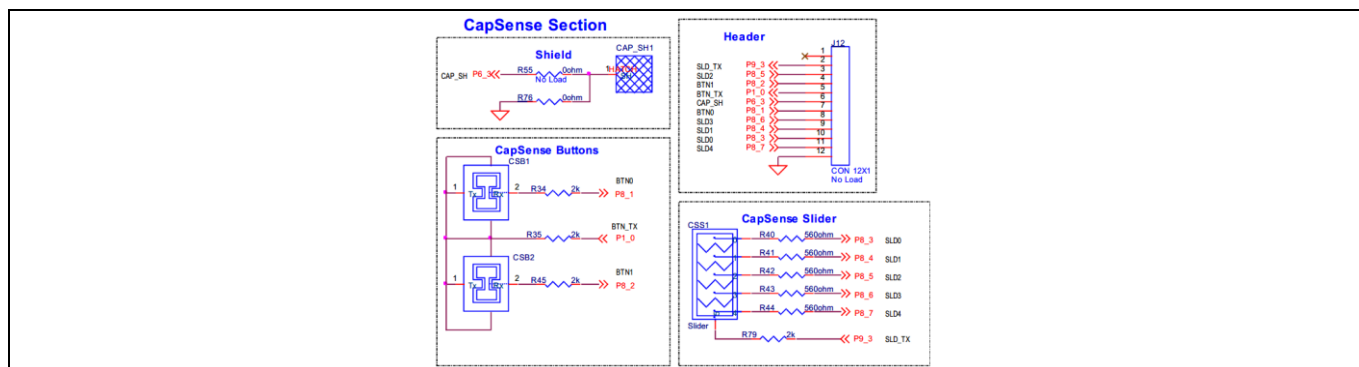 CapSense Section
Shield
CAP_SH1
CAP_SH P6_3 R55 0ohm 1
No Load
R76 0ohm
Header
J12
1
SLD_TX P9_3 2
SLD2 P8_5 3
BTN1 P8_2 4
BTN_TX P1_0 5
CAP_SH P6_3 6
BTN0 P8_1 7
SLD3 P8_6 8
SLD1 P8_4 9
SLD0 P8_3 10
SLD4 P8_7 11
12
CON 12X1
No Load
CapSense Buttons
CSB1
BTN0
1 Tx Rx 2 R34 2k P8_1
BTN_TX
R35 2k P1_0
CSB2
BTN1
1 Tx Rx 2 R45 2k P8_2
CapSense Slider
CSS1
R40 560ohm P8_3 SLD0
R41 560ohm P8_4 SLD1
R42 560ohm P8_5 SLD2
R43 560ohm P8_6 SLD3
R44 560ohm P8_7 SLD4
Slider
R79 2k P9_3 SLD_TX